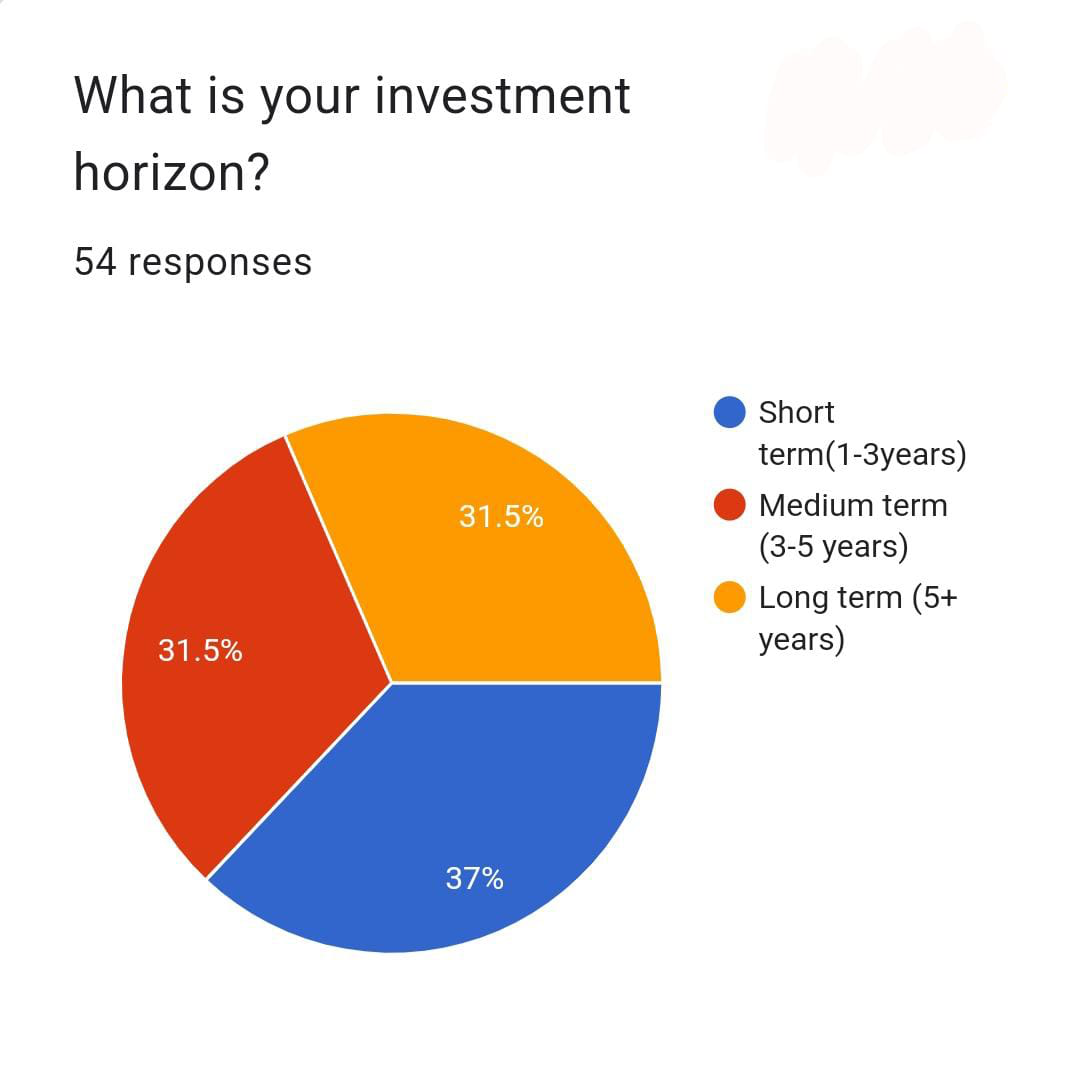 What is your investment
horizon?
54 responses
Short
term(1-3years)
Medium term
(3-5 years)
Long term (5+
years)
31.5%
31.5%
37%